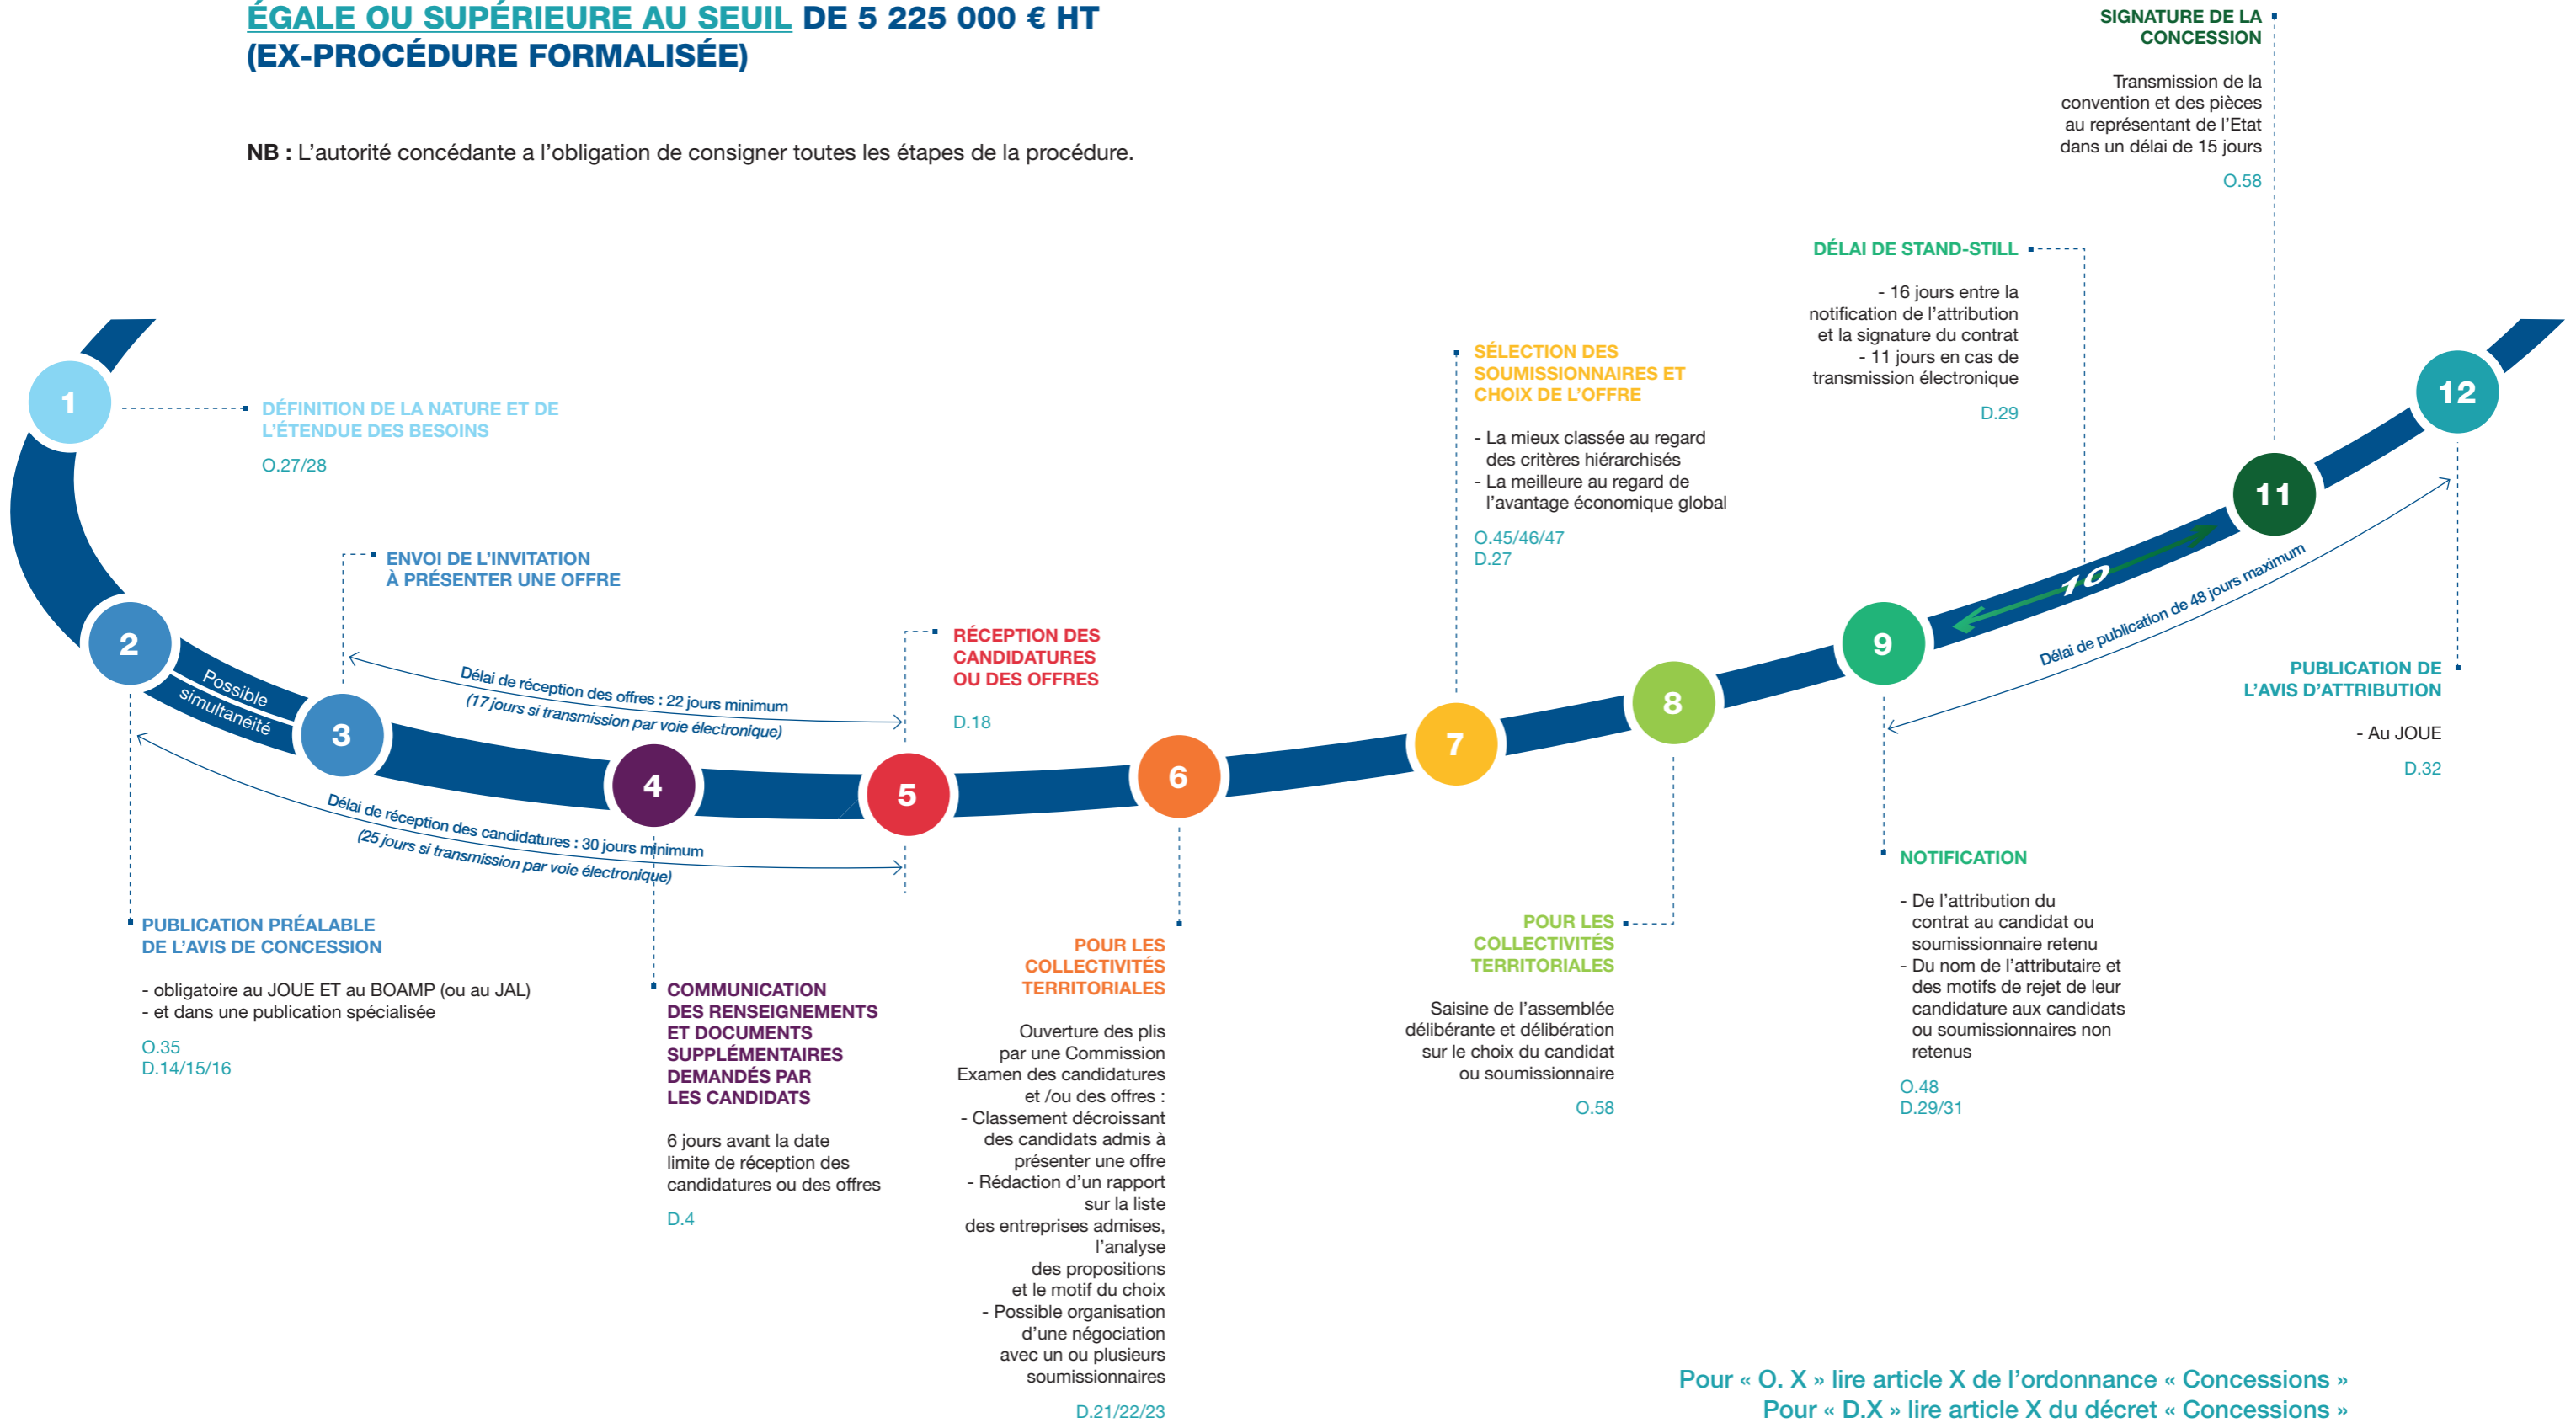 ÉGALE OU SUPÉRIEURE AU SEUIL DE 5 225 000 € HT
(EX-PROCÉDURE FORMALISÉE)
NB : L'autorité concédante a l'obligation de consigner toutes les étapes de la procédure.
1
DÉFINITION DE LA NATURE ET DE
L'ÉTENDUE DES BESOINS
O.27/28
2
Possible
simultanéité
PUBLICATION PRÉALABLE
DE L'AVIS DE CONCESSION
- obligatoire au JOUE ET au BOAMP (ou au JAL)
- et dans une publication spécialisée
O.35
D.14/15/16
3
ENVOI DE L'INVITATION
À PRÉSENTER UNE OFFRE
Délai de réception des offres : 22 jours minimum
(17 jours si transmission par voie électronique)
Délai de réception des candidatures : 30 jours minimum
(25 jours si transmission par voie électronique)
4
COMMUNICATION
DES RENSEIGNEMENTS
ET DOCUMENTS
SUPPLÉMENTAIRES
DEMANDÉS PAR
LES CANDIDATS
6 jours avant la date
limite de réception des
candidatures ou des offres
D.4
5
RÉCEPTION DES
CANDIDATURES
OU DES OFFRES
D.18
6
POUR LES
COLLECTIVITÉS
TERRITORIALES
Ouverture des plis
par une Commission
Examen des candidatures
et /ou des offres :
- Classement décroissant
des candidats admis à
présenter une offre
- Rédaction d'un rapport
sur la liste
des entreprises admises,
l'analyse
des propositions
et le motif du choix
- Possible organisation
d'une négociation
avec un ou plusieurs
soumissionnaires
D.21/22/23
7
SÉLECTION DES
SOUMISSIONNAIRES ET
CHOIX DE L'OFFRE
- La mieux classée au regard
des critères hiérarchisés
- La meilleure au regard de
l'avantage économique global
O.45/46/47
D.27
8
POUR LES
COLLECTIVITÉS
TERRITORIALES
Saisine de l'assemblée
délibérante et délibération
sur le choix du candidat
ou soumissionnaire
O.58
9
NOTIFICATION
- De l'attribution du
contrat au candidat ou
soumissionnaire retenu
- Du nom de l'attributaire et
des motifs de rejet de leur
candidature aux candidats
ou soumissionnaires non
retenus
O.48
D.29/31
10
DÉLAI DE STAND-STILL
- 16 jours entre la
notification de l'attribution
et la signature du contrat
- 11 jours en cas de
transmission électronique
D.29
11
SIGNATURE DE LA
CONCESSION
Transmission de la
convention et des pièces
au représentant de l'Etat
dans un délai de 15 jours
O.58
Délai de publication de 48 jours maximum
12
PUBLICATION DE
L'AVIS D'ATTRIBUTION
- Au JOUE
D.32
Pour « O. X » lire article X de l'ordonnance « Concessions »
Pour « D.X » lire article X du décret « Concessions »